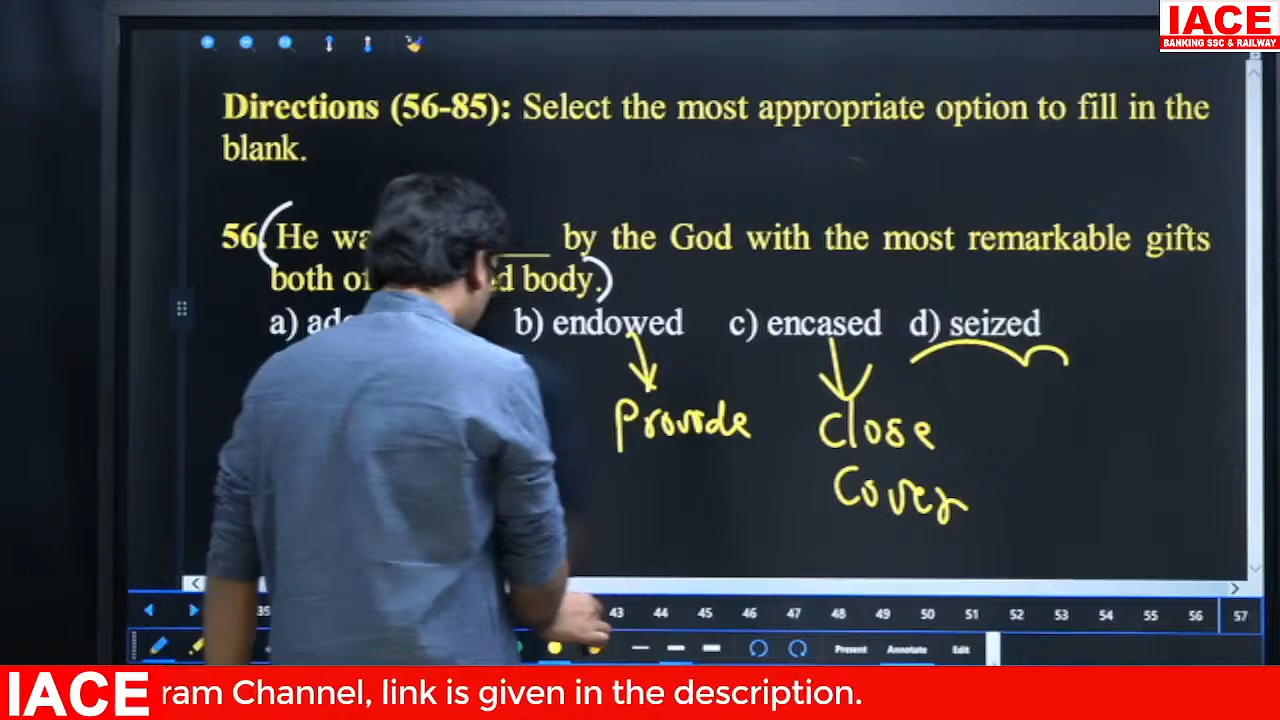 IACE
BANKING SSC & RAILWAY
Directions (56-85): Select the most appropriate option to fill in the
blank.
56. He by the God with the most remarkable gifts
both of body.
a) b) endowed c) encased d) seized
Provide
Close
Cover
43 44 45 46 47 48 49 50 51 52 53 54 55 56 57
Present Annotate Edit
IACE ram Channel, link is given in the description.